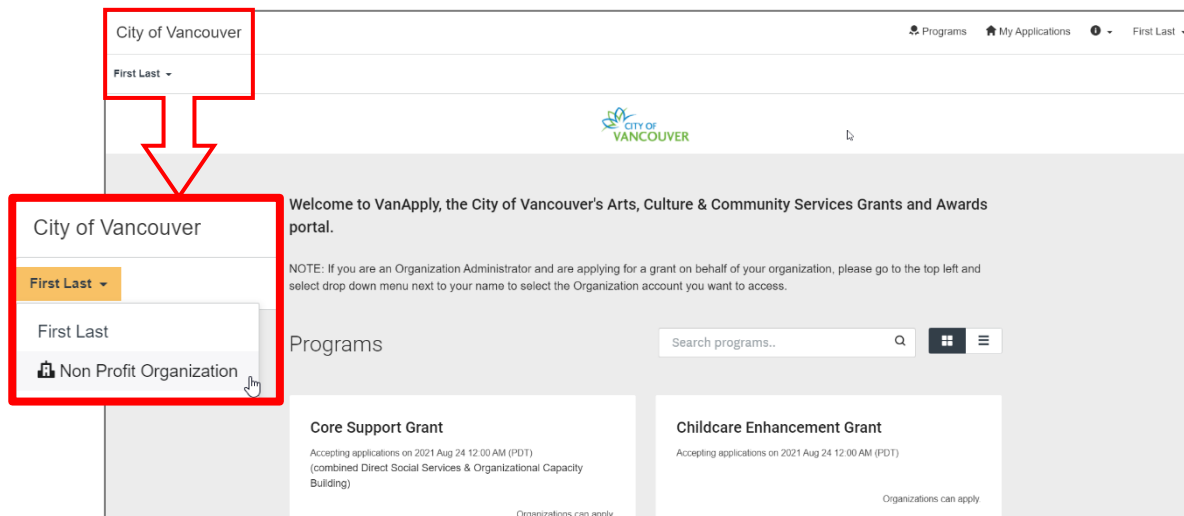 City of Vancouver
Programs My Applications First Last
First Last
CITY OF
VANCOUVER
Welcome to VanApply, the City of Vancouver's Arts, Culture & Community Services Grants and Awards
portal.
City of Vancouver
NOTE: If you are an Organization Administrator and are applying for a grant on behalf of your organization, please go to the top left and
select drop down menu next to your name to select the Organization account you want to access.
First Last
First Last
Non Profit Organization
Programs
Search programs..
Core Support Grant
Accepting applications on 2021 Aug 24 12:00 AM (PDT)
(combined Direct Social Services & Organizational Capacity
Building)
Organizations can apply
Childcare Enhancement Grant
Accepting applications on 2021 Aug 24 12:00 AM (PDT)
Organizations can apply